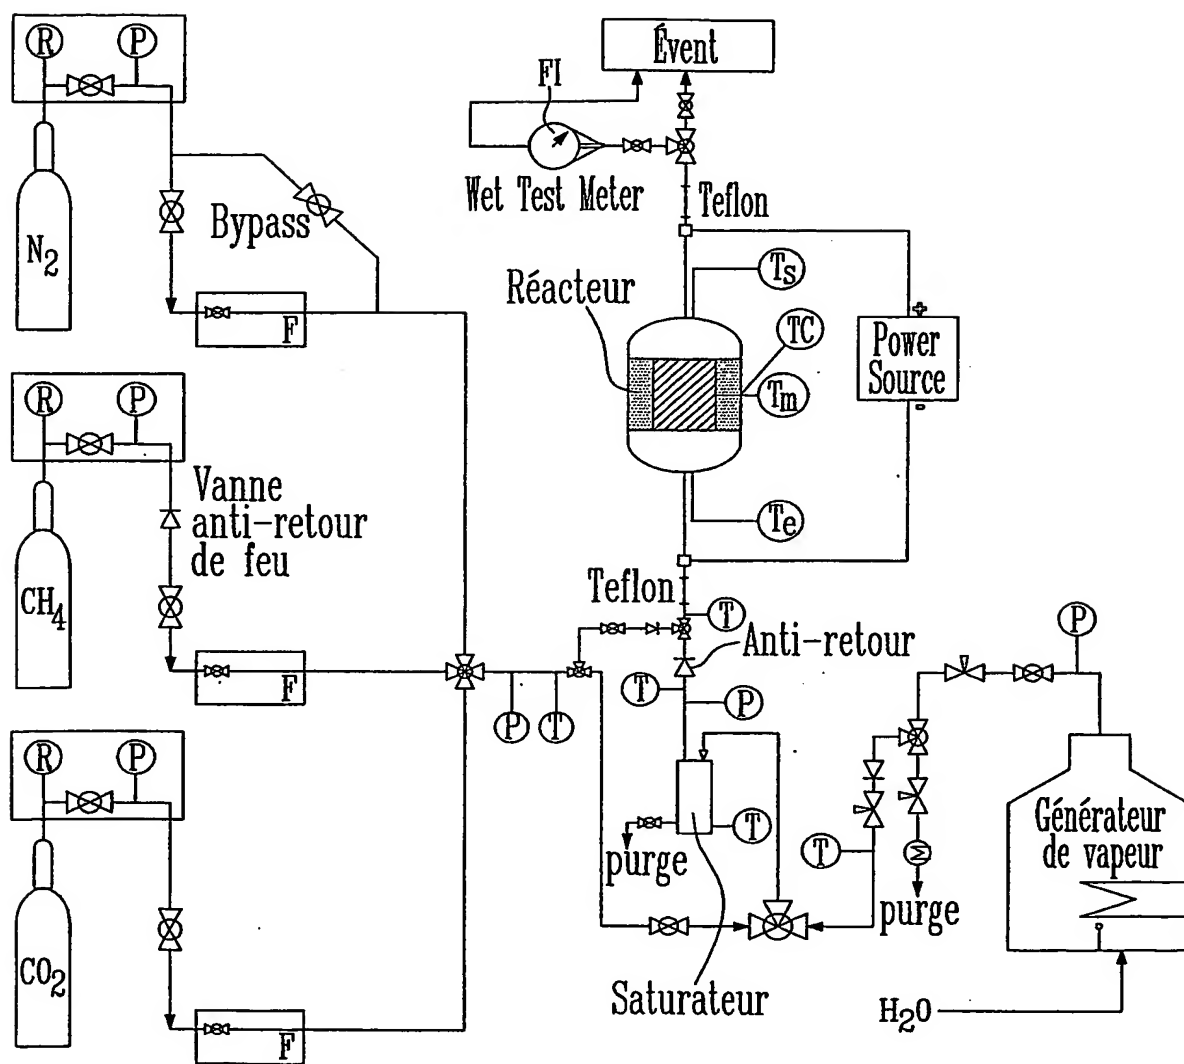 R
P
N2
Bypass
F
R
P
CH4
Vanne
anti-retour
de feu
F
R
P
CO2
F
P
T
Évent
FI
Wet Test Meter
Teflon
Ts
Réacteur
TC
Tm
Power
Source
+
-
Te
Teflon
T
Anti-retour
T
P
T
purge
Saturateur
T
M
purge
P
Générateur
de vapeur
H2O